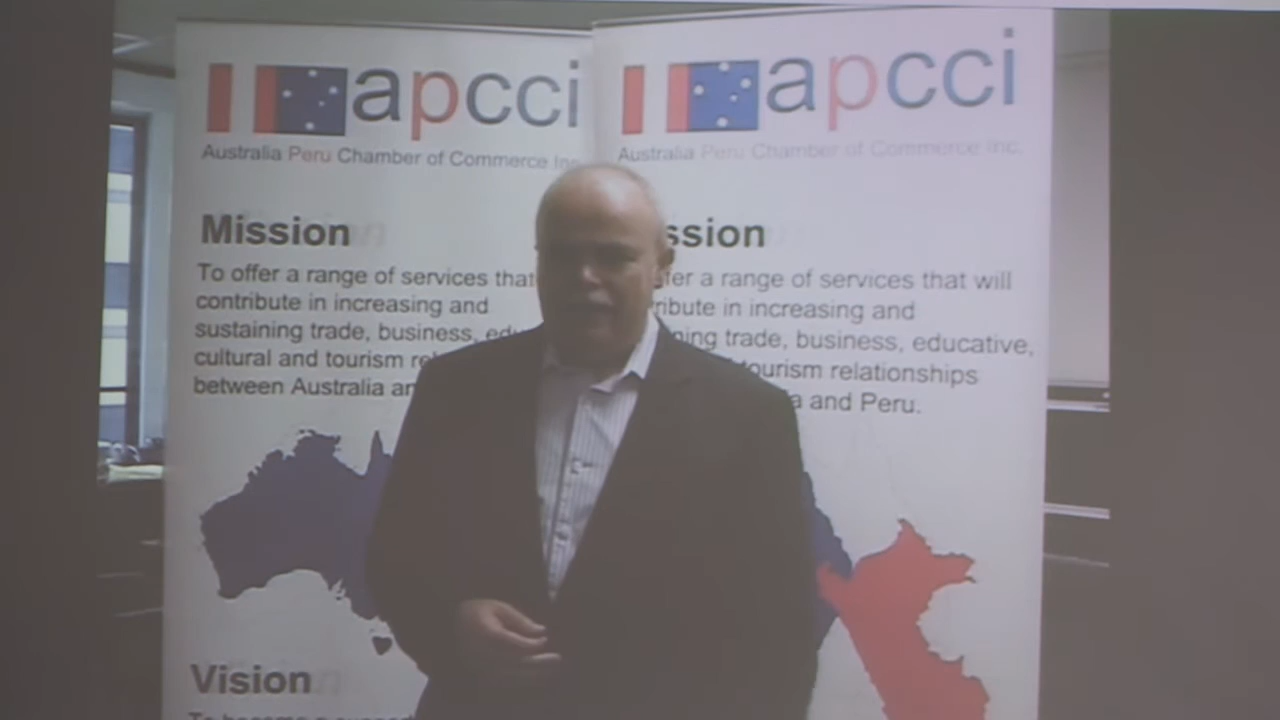 apcci
Australia Peru Chamber of Commerce Inc
Mission
To offer a range of services that
contribute in increasing and
sustaining trade, business,
cultural and tourism
between Australia
Vision
apcci
Australia Peru Chamber of Commerce Inc.
ssion
fer a range of services that will
ribute in increasing and
ning trade, business, educative,
tourism relationships
a and Peru.